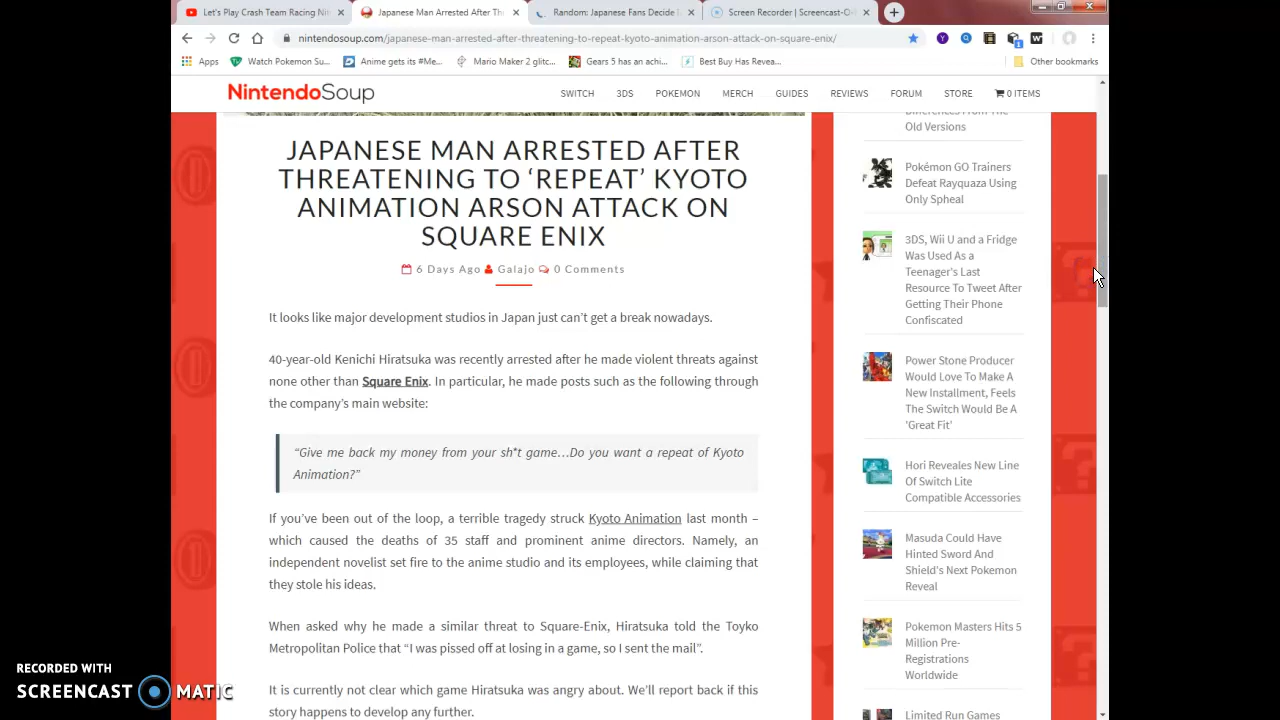 Let's Play Crash Team Racing Nit
Japanese Man Arrested After Thr
Random: Japanese Fans Decide I
Screen Recorder | Screencast-O-
nintendosoup.com/japanese-man-arrested-after-threatening-to-repeat-kyoto-animation-arson-attack-on-square-enix/
Apps
Watch Pokemon Su...
Anime gets its #Me...
Mario Maker 2 glitc...
Gears 5 has an achi...
Best Buy Has Revea...
Other bookmarks
NintendoSoup
SWITCH
3DS
POKEMON
MERCH
GUIDES
REVIEWS
FORUM
STORE
0 ITEMS
JAPANESE MAN ARRESTED AFTER
THREATENING TO ‘REPEAT’ KYOTO
ANIMATION ARSON ATTACK ON
SQUARE ENIX
6 Days Ago Galajo 0 Comments
It looks like major development studios in Japan just can’t get a break nowadays.
40-year-old Kenichi Hiratsuka was recently arrested after he made violent threats against
none other than Square Enix. In particular, he made posts such as the following through
the company’s main website:
“Give me back my money from your sh*t game…Do you want a repeat of Kyoto
Animation?”
If you’ve been out of the loop, a terrible tragedy struck Kyoto Animation last month –
which caused the deaths of 35 staff and prominent anime directors. Namely, an
independent novelist set fire to the anime studio and its employees, while claiming that
they stole his ideas.
When asked why he made a similar threat to Square-Enix, Hiratsuka told the Toyko
Metropolitan Police that “I was pissed off at losing in a game, so I sent the mail”.
It is currently not clear which game Hiratsuka was angry about. We’ll report back if this
story happens to develop any further.
Differences From The
Old Versions
Pokémon GO Trainers
Defeat Rayquaza Using
Only Spheal
3DS, Wii U and a Fridge
Was Used As a
Teenager's Last
Resource To Tweet After
Getting Their Phone
Confiscated
Power Stone Producer
Would Love To Make A
New Installment, Feels
The Switch Would Be A
'Great Fit'
Hori Reveals New Line
Of Switch Lite
Compatible Accessories
Masuda Could Have
Hinted Sword And
Shield's Next Pokemon
Reveal
Pokemon Masters Hits 5
Million Pre-
Registrations
Worldwide
Limited Run Games
RECORDED WITH
SCREENCAST MATIC